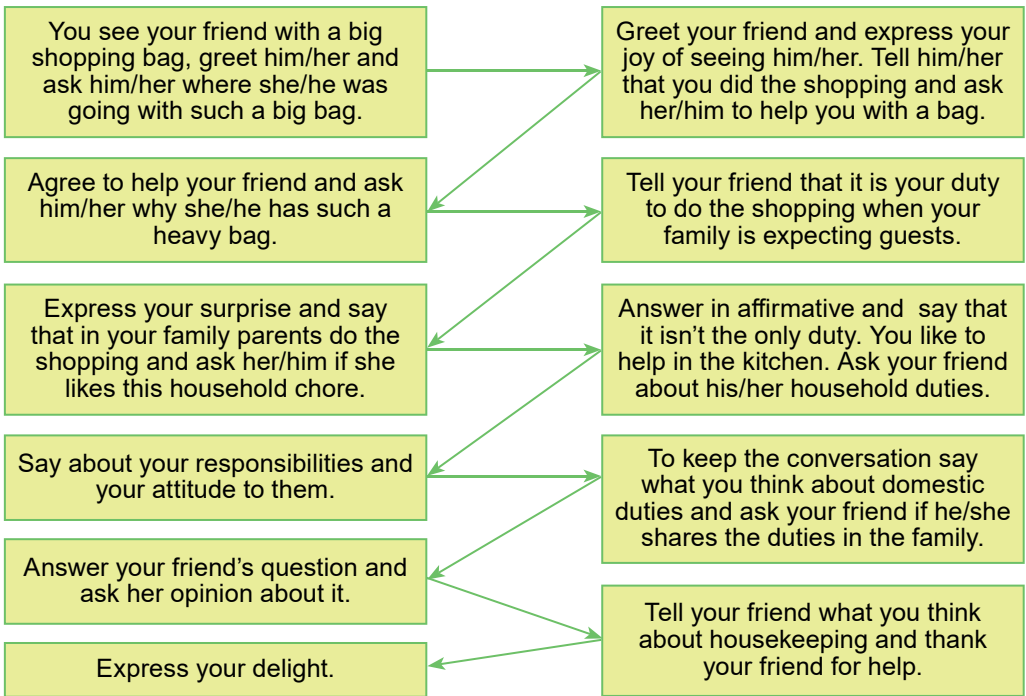 You see your friend with a big
shopping bag, greet him/her and
ask him/her where she/he was
going with such a big bag.
Greet your friend and express your
joy of seeing him/her. Tell him/her
that you did the shopping and ask
her/him to help you with a bag.
Agree to help your friend and ask
him/her why she/he has such a
heavy bag.
Tell your friend that it is your duty
to do the shopping when your
family is expecting guests.
Express your surprise and say
that in your family parents do the
shopping and ask her/him if she
likes this household chore.
Answer in affirmative and say that
it isn't the only duty. You like to
help in the kitchen. Ask your friend
about his/her household duties.
Say about your responsibilities and
your attitude to them.
To keep the conversation say
what you think about domestic
duties and ask your friend if he/she
shares the duties in the family.
Answer your friend's question and
ask her opinion about it.
Tell your friend what you think
about housekeeping and thank
your friend for help.
Express your delight.